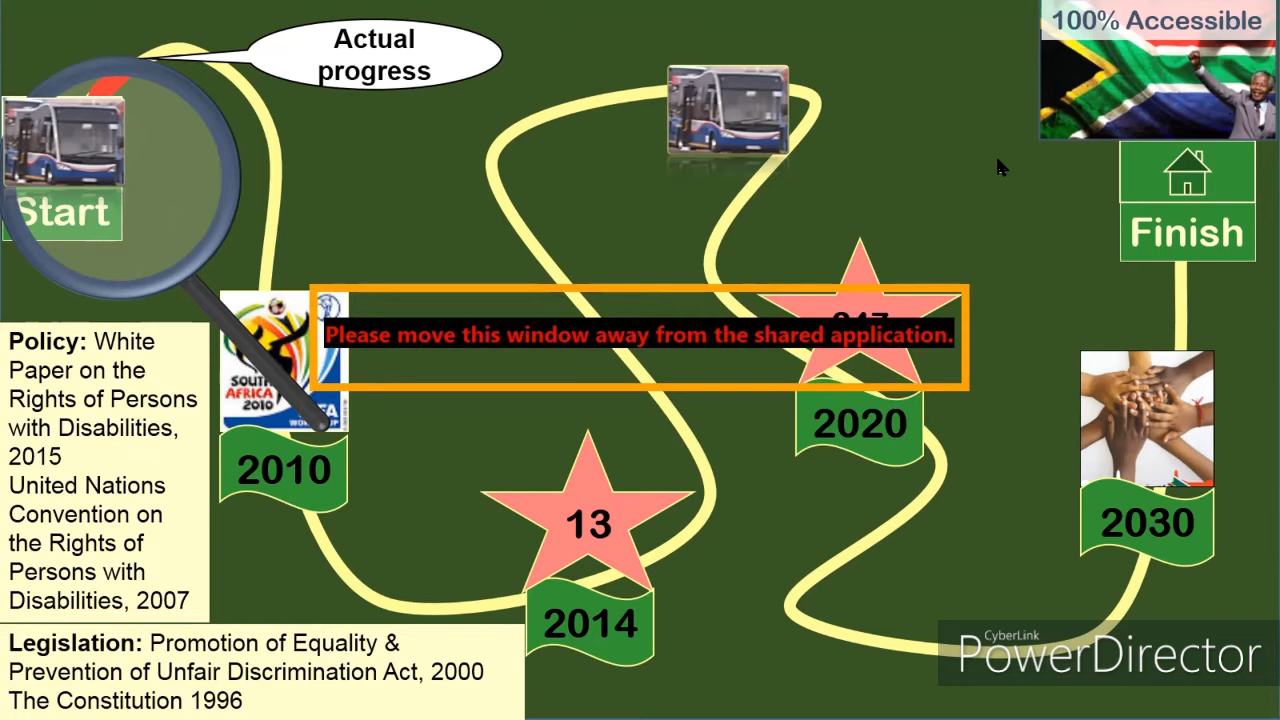 Actual
progress
100% Accessible
Start
Finish
SOUTH
AFRICA
2010
Please move this window away from the shared application.
Policy: White
Paper on the
Rights of Persons
with Disabilities,
2015
United Nations
Convention on
the Rights of
Persons with
Disabilities, 2007
2010
13
2014
2020
2030
Legislation: Promotion of Equality &
Prevention of Unfair Discrimination Act, 2000
The Constitution 1996
CyberLink
PowerDirector